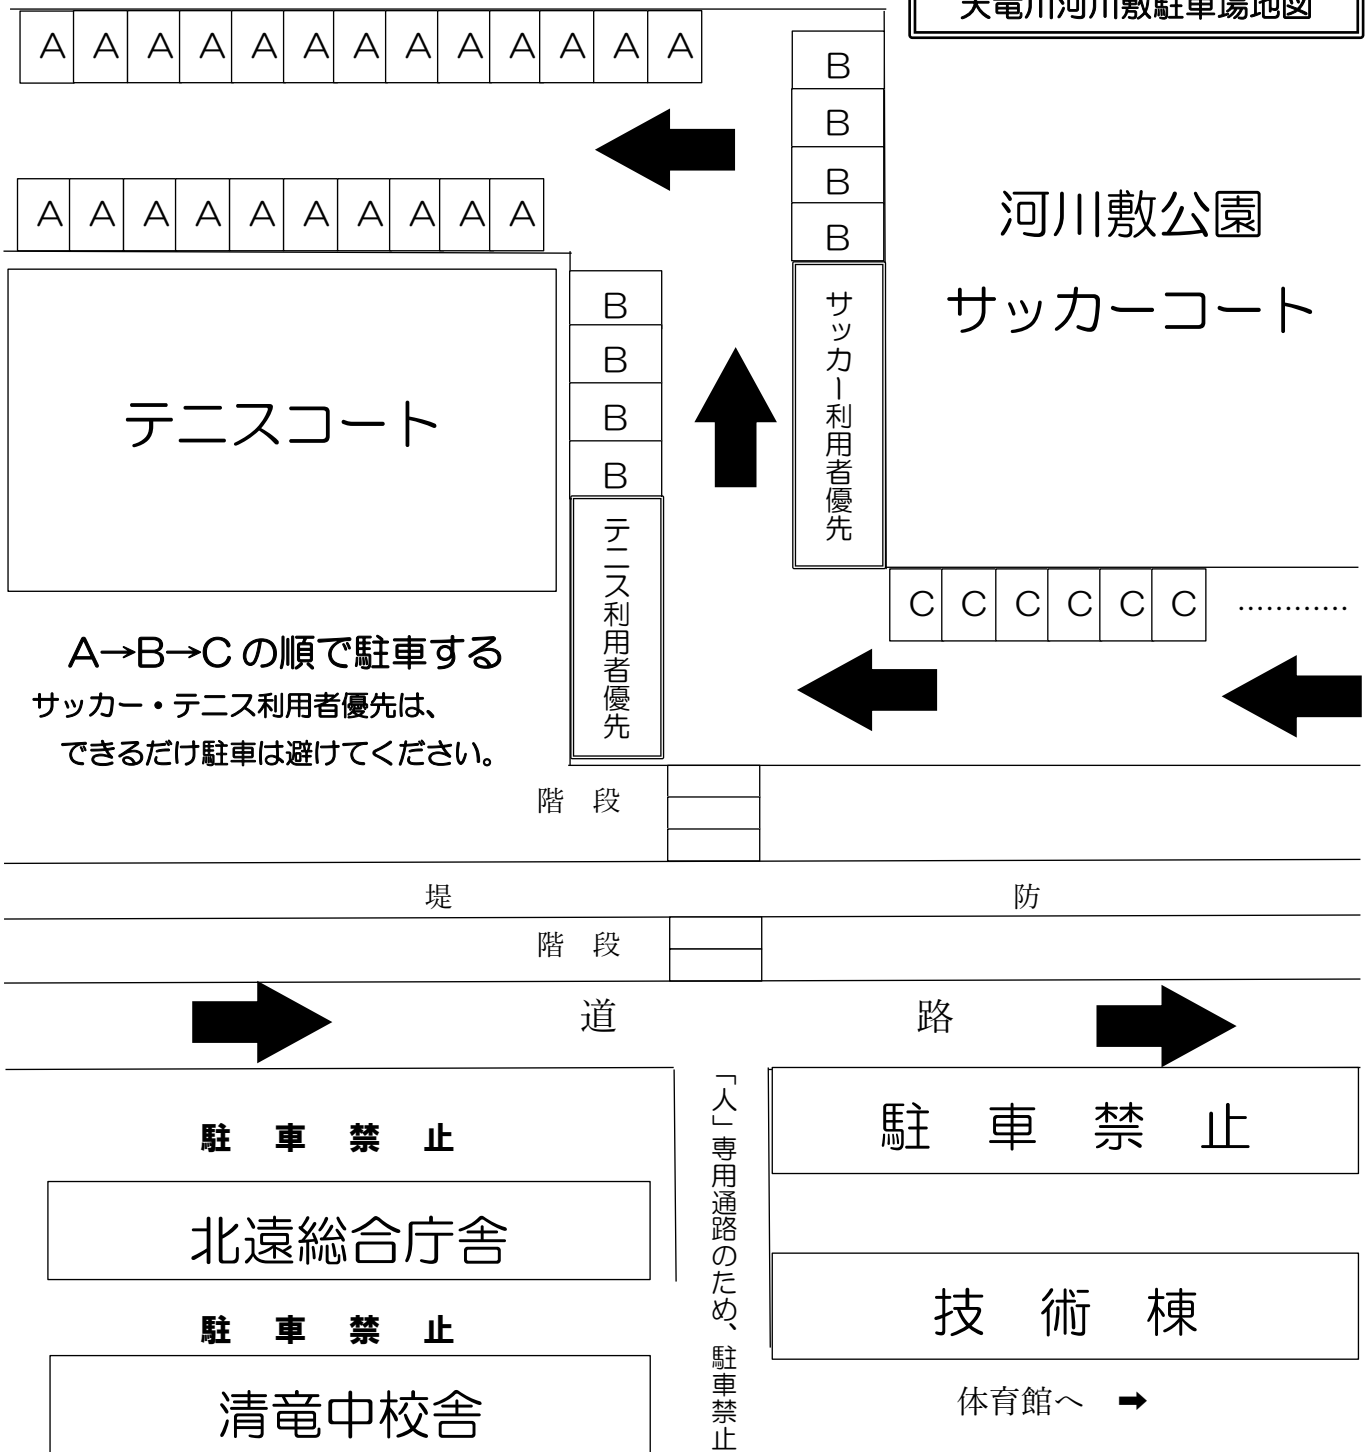 天竜川河川敷駐車場地図
A A A A A A A A A A A A A
B
B
B
B
A A A A A A A A A A
河川敷公園
サッカーコート
サッカー利用者優先
B
B
B
B
テニスコート
テニス利用者優先
C C C C C C …………
A→B→Cの順で駐車する
サッカー・テニス利用者優先は、
できるだけ駐車は避けてください。
階 段
堤 防
階 段
道 路
「人」専用通路のため、駐車禁止
駐 車 禁 止
駐 車 禁 止
北遠総合庁舎
技 術 棟
駐 車 禁 止
清竜中校舎
体育館へ ➡